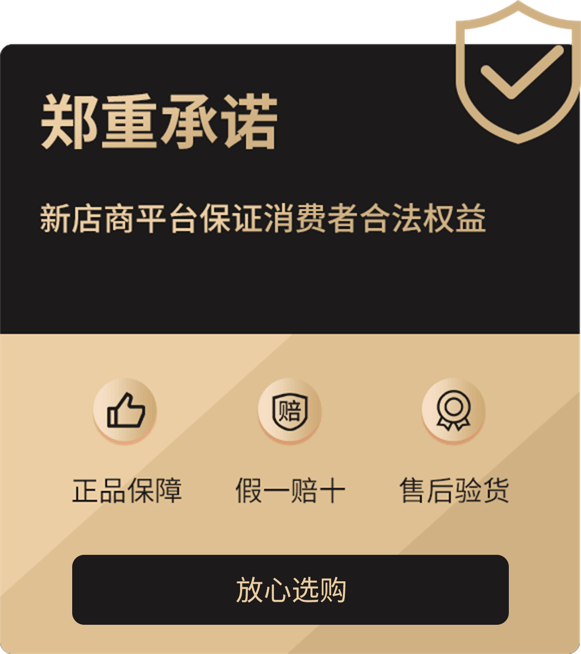 郑重承诺
新店商平台保证消费者合法权益
赔
正品保障
假一赔十
售后验货
放心选购